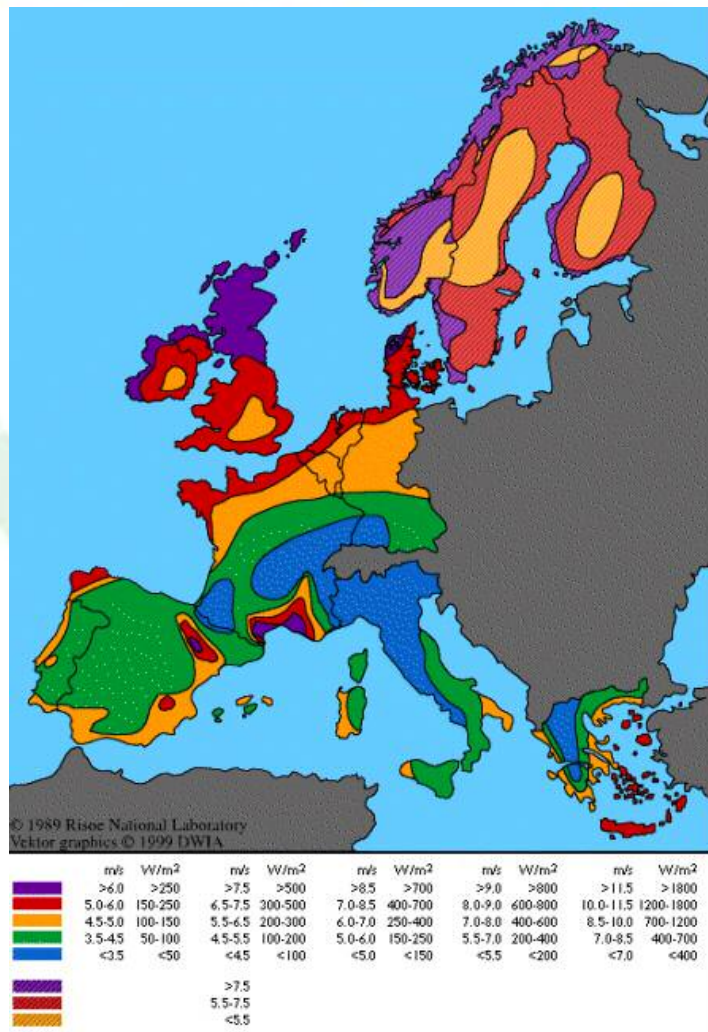 © 1989 Risoe National Laboratory
Vektor graphics © 1999 DWIA
m/s W/m² m/s W/m² m/s W/m² m/s W/m² m/s W/m²
>6.0 >250 >7.5 >500 >8.5 >700 >9.0 >800 >11.5 >1800
5.0-6.0 150-250 6.5-7.5 300-500 7.0-8.5 400-700 8.0-9.0 600-800 10.0-11.5 1200-1800
4.5-5.0 100-150 5.5-6.5 200-300 6.0-7.0 250-400 7.0-8.0 400-600 8.5-10.0 700-1200
3.5-4.5 50-100 4.5-5.5 100-200 5.0-6.0 150-250 5.5-7.0 200-400 7.0-8.5 400-700
<3.5 <50 <4.5 <100 <5.0 <150 <5.5 <200 <7.0 <400
>7.5
5.5-7.5
<5.5